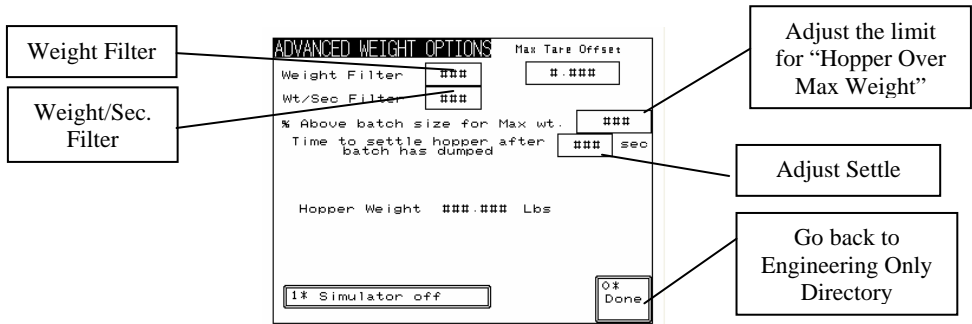 Weight Filter
Weight/Sec.
Filter
ADVANCED WEIGHT OPTIONS
Max Tare Offset
Weight Filter ###
#.###
Wt/Sec Filter ###
% Above batch size for Max wt. ###
Time to settle hopper after
batch has dumped
### sec
Hopper Weight ###.### Lbs
1* Simulator off
0*
Done
Adjust the limit
for “Hopper Over
Max Weight”
Adjust Settle
Go back to
Engineering Only
Directory